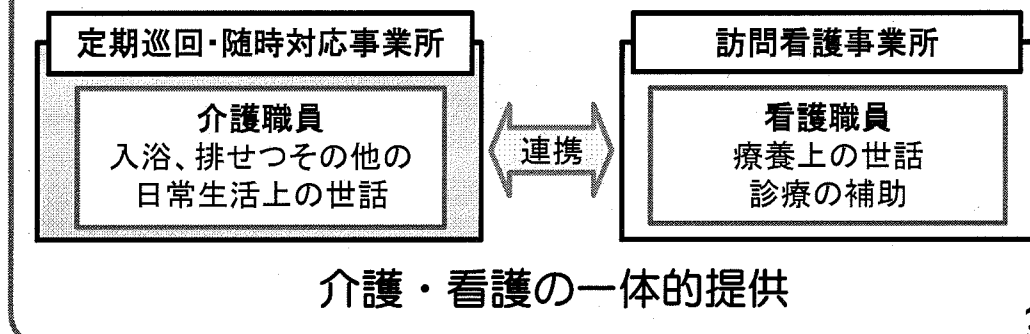 定期巡回・随時対応事業所
介護職員
入浴、排せつその他の
日常生活上の世話
連携
訪問看護事業所
看護職員
療養上の世話
診療の補助
介護・看護の一体的提供